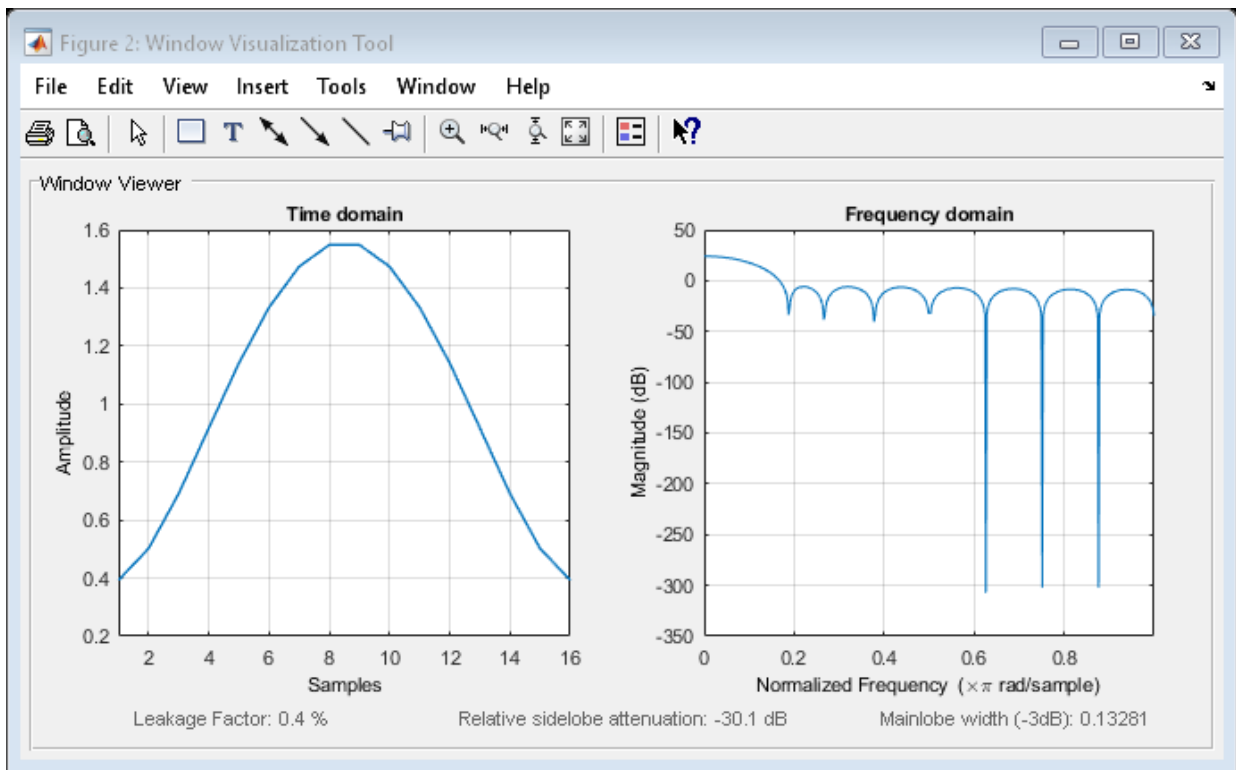 Figure 2: Window Visualization Tool
File Edit View Insert Tools Window Help
T
?
Window Viewer
Time domain
1.6
1.4
1.2
1
0.8
0.6
0.4
0.2
Amplitude
2 4 6 8 10 12 14 16
Samples
Frequency domain
50
0
-50
-100
-150
-200
-250
-300
-350
Magnitude (dB)
0 0.2 0.4 0.6 0.8
Normalized Frequency (×π rad/sample)
Leakage Factor: 0.4 %
Relative sidelobe attenuation: -30.1 dB
Mainlobe width (-3dB): 0.13281